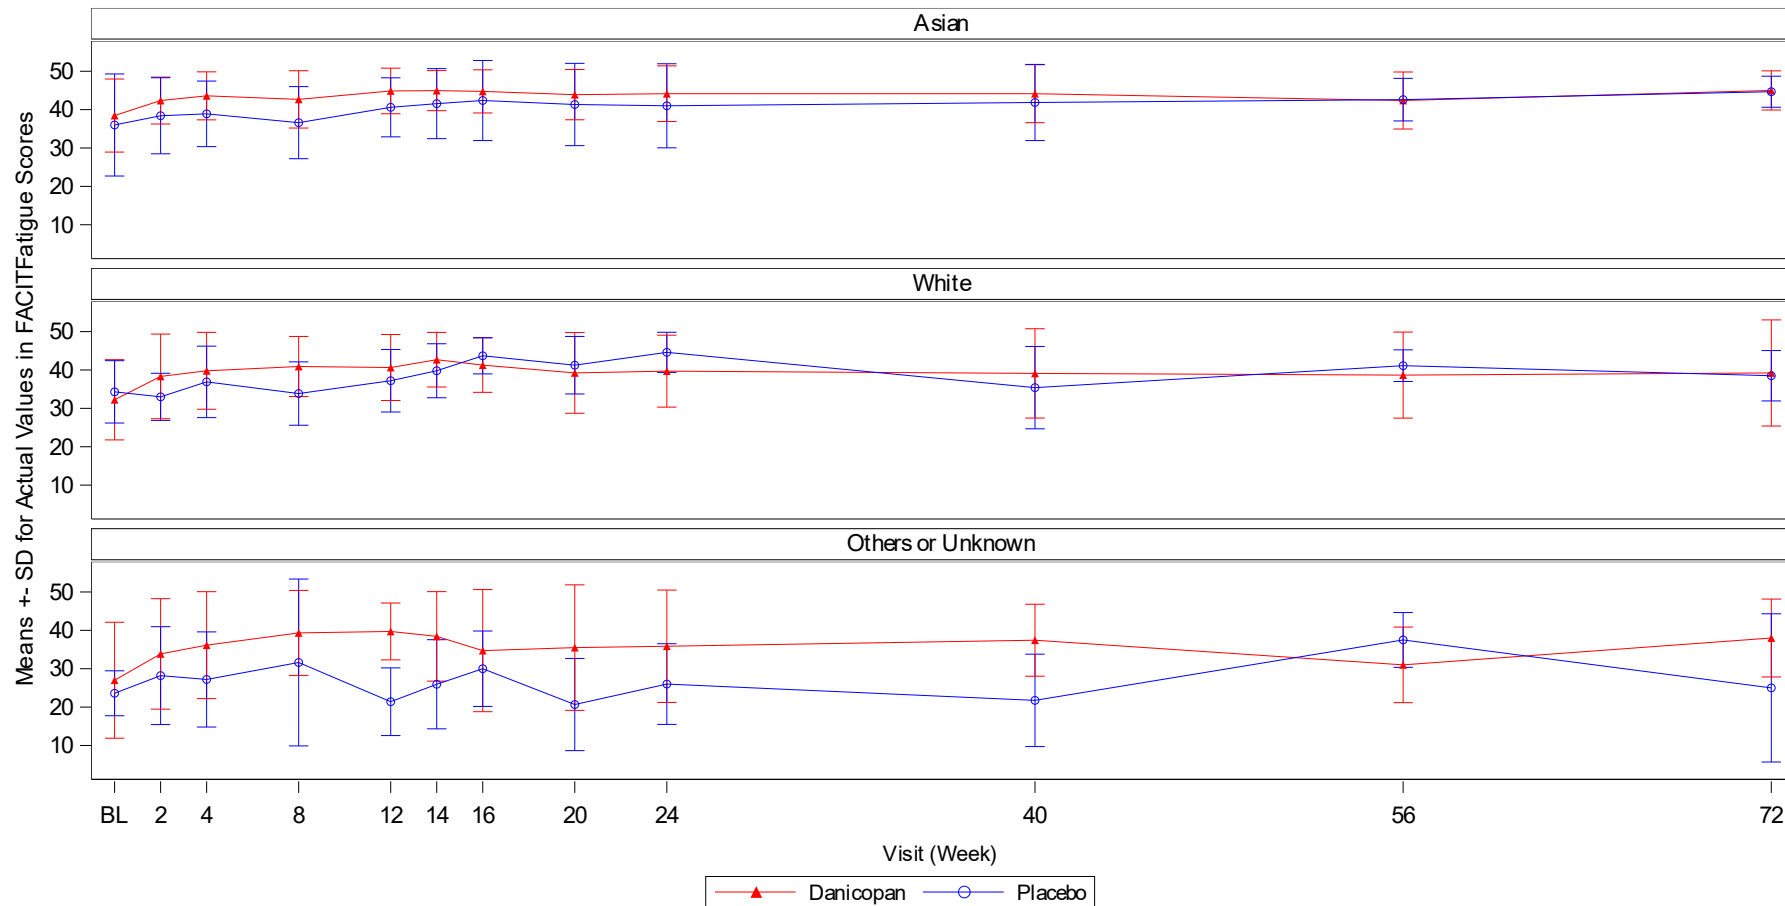 Asian
50
40
30
20
10
White
50
40
30
20
10
Others or Unknown
50
40
30
20
10
Means +- SD for Actual Values in FACITFatigue Scores
BL 2 4 8 12 14 16 20 24 40 56 72
Visit (Week)
Danicopan Placebo